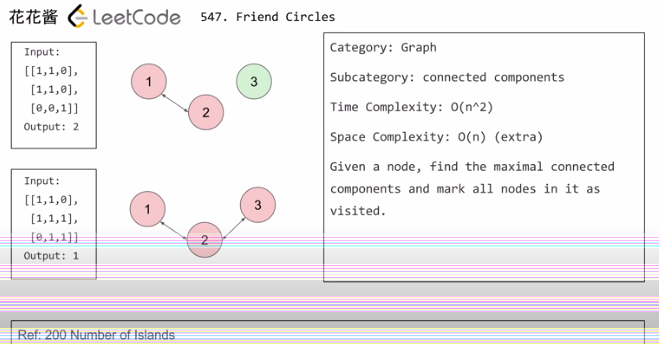 花花酱 LeetCode 547. Friend Circles
Input:
[[1,1,0],
[1,1,0],
[0,0,1]]
Output: 2
1
2
3
Input:
[[1,1,0],
[1,1,1],
[0,1,1]]
Output: 1
1
2
3
Category: Graph
Subcategory: connected components
Time Complexity: O(n^2)
Space Complexity: O(n) (extra)
Given a node, find the maximal connected
components and mark all nodes in it as
visited.
Ref: 200 Number of Islands